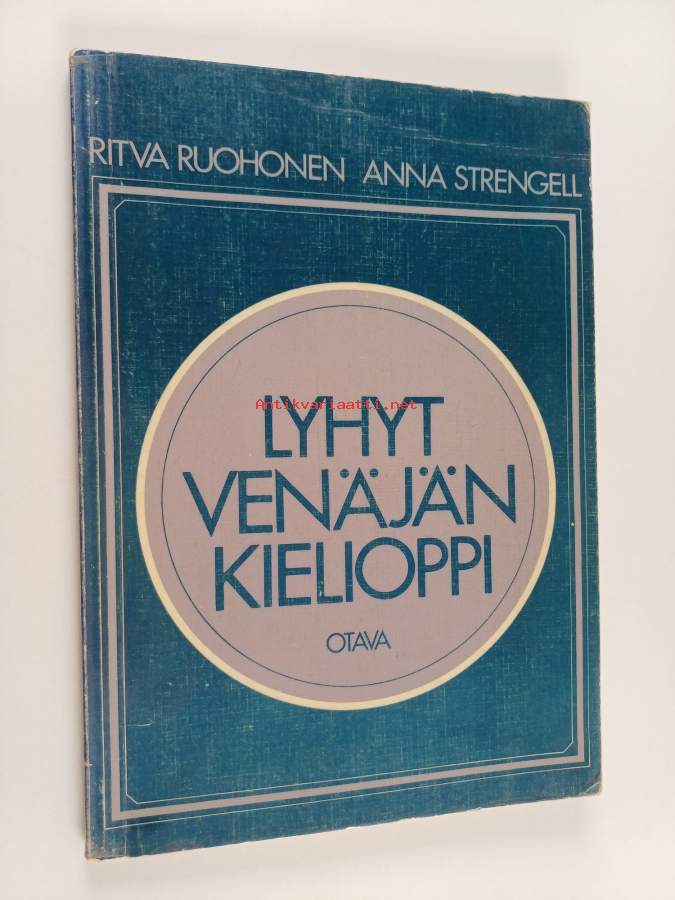 RITVA RUOHONEN ANNA STRENGELL
LYHYT
Antikvariaatti.net
VENÄJÄN
KIELIOPPI
OTAVA